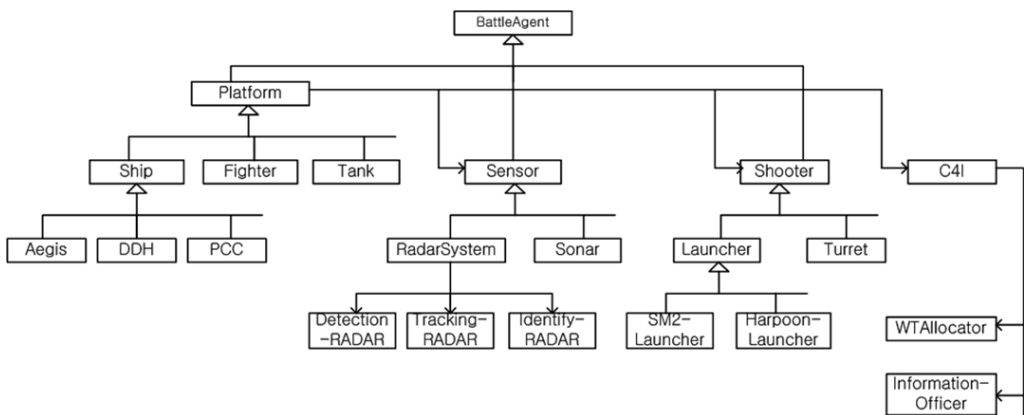 BattleAgent
Platform
Ship
Fighter
Tank
Sensor
Shooter
C4I
Aegis
DDH
PCC
RadarSystem
Sonar
Launcher
Turret
Detection
-RADAR
Tracking-
RADAR
Identify-
RADAR
SM2-
Launcher
Harpoon-
Launcher
WTAllocator
Information-
Officer